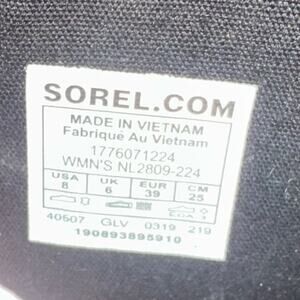 SOREL.COM
MADE IN VIETNAM
Fabriqué Au Vietnam
1776071224
WMN'S NL2809-224
USA UK EUR CM
8 6 39 25
40507 GLV 0319 219
190893895910